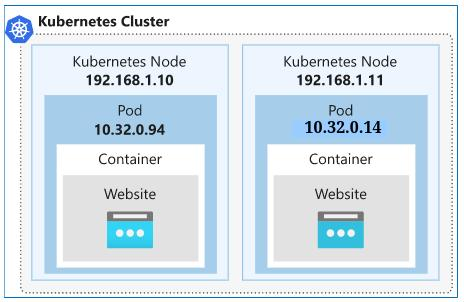 Kubernetes Cluster
Kubernetes Node
192.168.1.10
Pod
10.32.0.94
Container
Website
Kubernetes Node
192.168.1.11
Pod
10.32.0.14
Container
Website